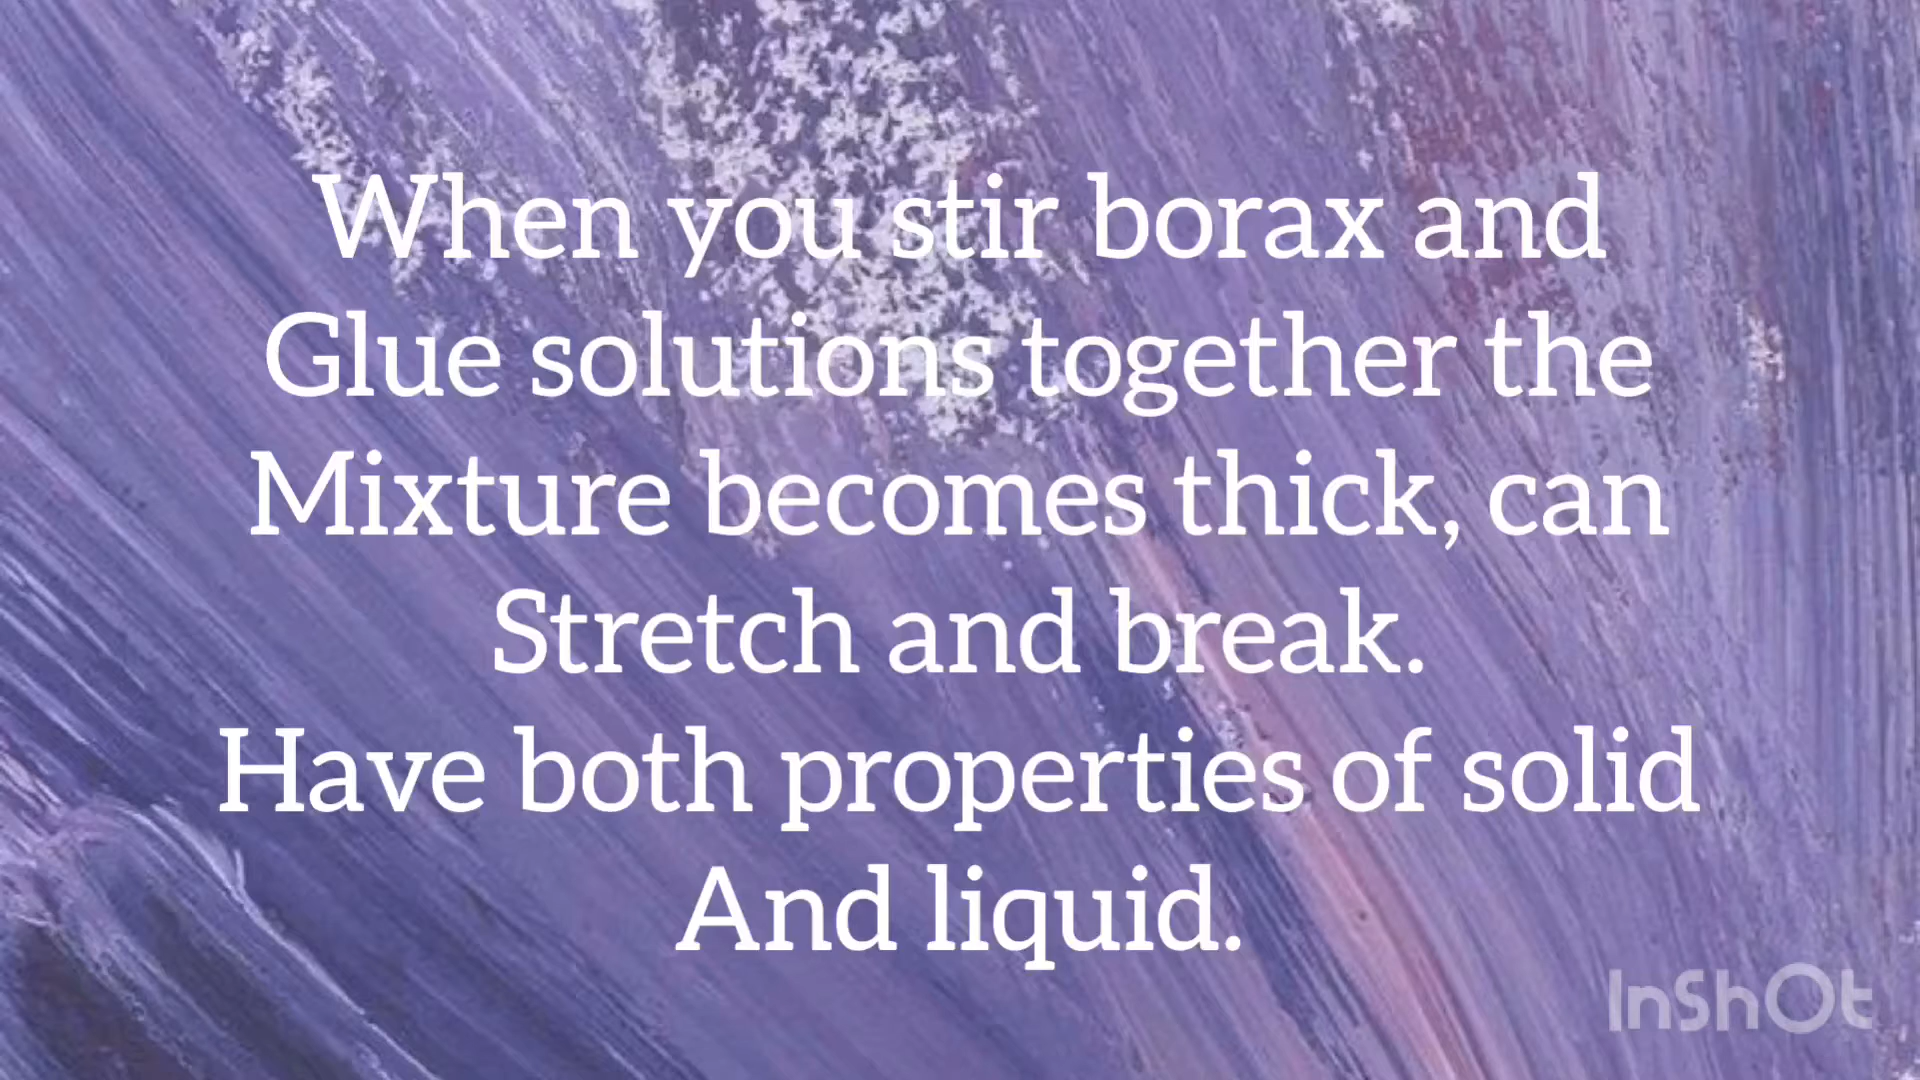 When you stir borax and
Glue solutions together the
Mixture becomes thick, can
Stretch and break.
Have both properties of solid
And liquid.
InShOt